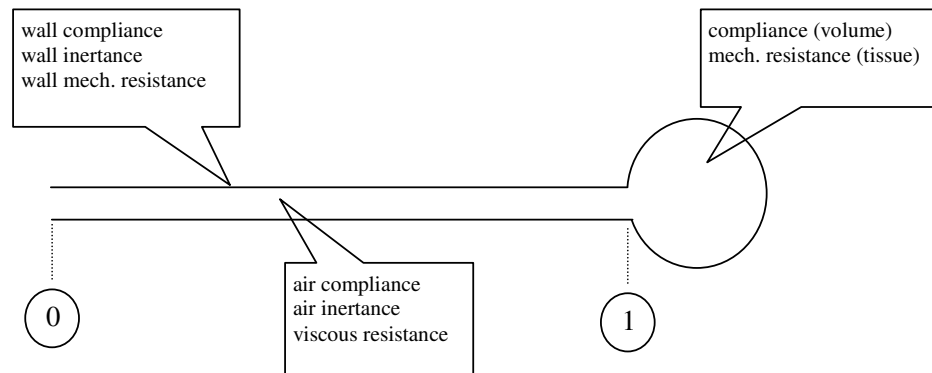 wall compliance
wall inertance
wall mech. resistance
compliance (volume)
mech. resistance (tissue)
air compliance
air inertance
viscous resistance
0
1